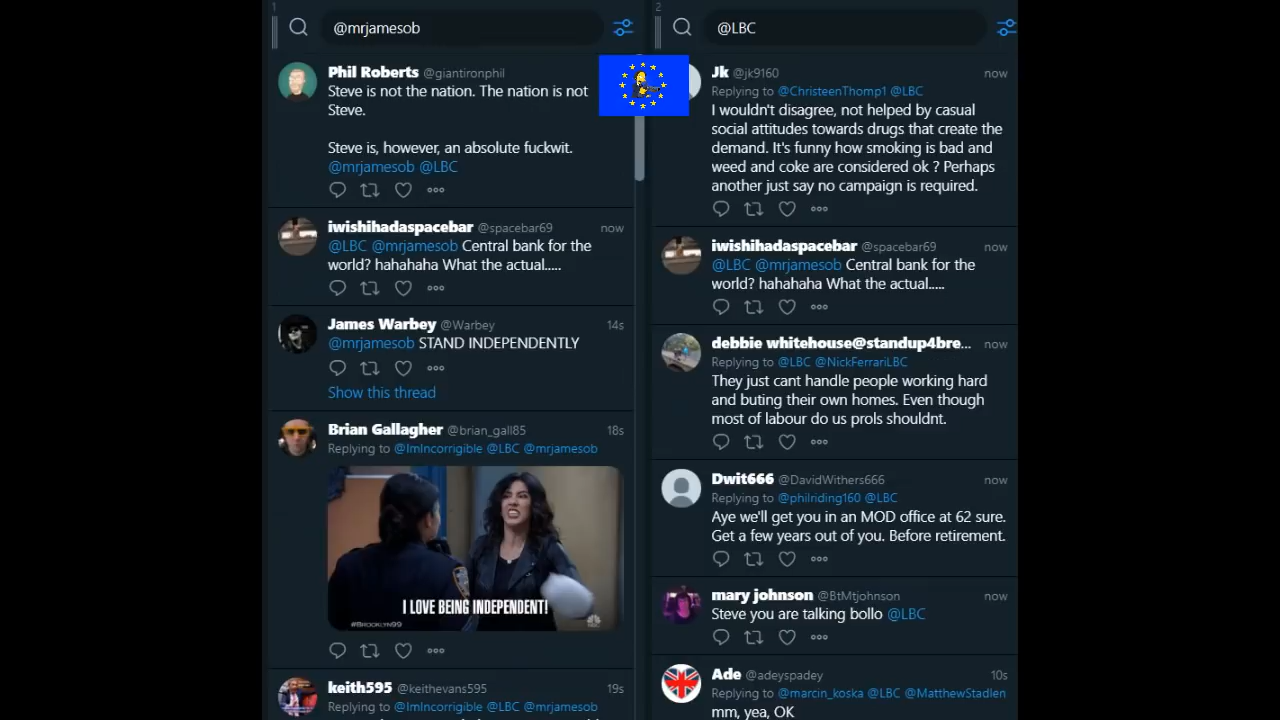 1
@mrjamesob
Phil Roberts @giantironphil
Steve is not the nation. The nation is not
Steve.
Steve is, however, an absolute fuckwit.
@mrjamesob @LBC
iwishihadaspacebar @spacebar69 now
@LBC @mrjamesob Central bank for the
world? hahahaha What the actual.....
James Warbey @Warbey 14s
@mrjamesob STAND INDEPENDENTLY
Show this thread
Brian Gallagher @brian_gall85 18s
Replying to @ImIncorrigible @LBC @mrjamesob
I LOVE BEING INDEPENDENT!
#BROOKLYN99
keith595 @keithevans595 19s
Replying to @ImIncorrigible @LBC @mrjamesob
2
@LBC
Jk @jk9160 now
Replying to @ChristeenThomp1 @LBC
I wouldn't disagree, not helped by casual
social attitudes towards drugs that create the
demand. It's funny how smoking is bad and
weed and coke are considered ok ? Perhaps
another just say no campaign is required.
iwishihadaspacebar @spacebar69 now
@LBC @mrjamesob Central bank for the
world? hahahaha What the actual.....
debbie whitehouse@standup4bre... now
Replying to @LBC @NickFerrariLBC
They just cant handle people working hard
and buting their own homes. Even though
most of labour do us prols shouldnt.
Dwit666 @DavidWithers666 now
Replying to @philriding160 @LBC
Aye we'll get you in an MOD office at 62 sure.
Get a few years out of you. Before retirement.
mary johnson @BtMtjohnson now
Steve you are talking bollo @LBC
Ade @adeyspadey 10s
Replying to @marcin_koska @LBC @MatthewStadlen
mm, yea, OK